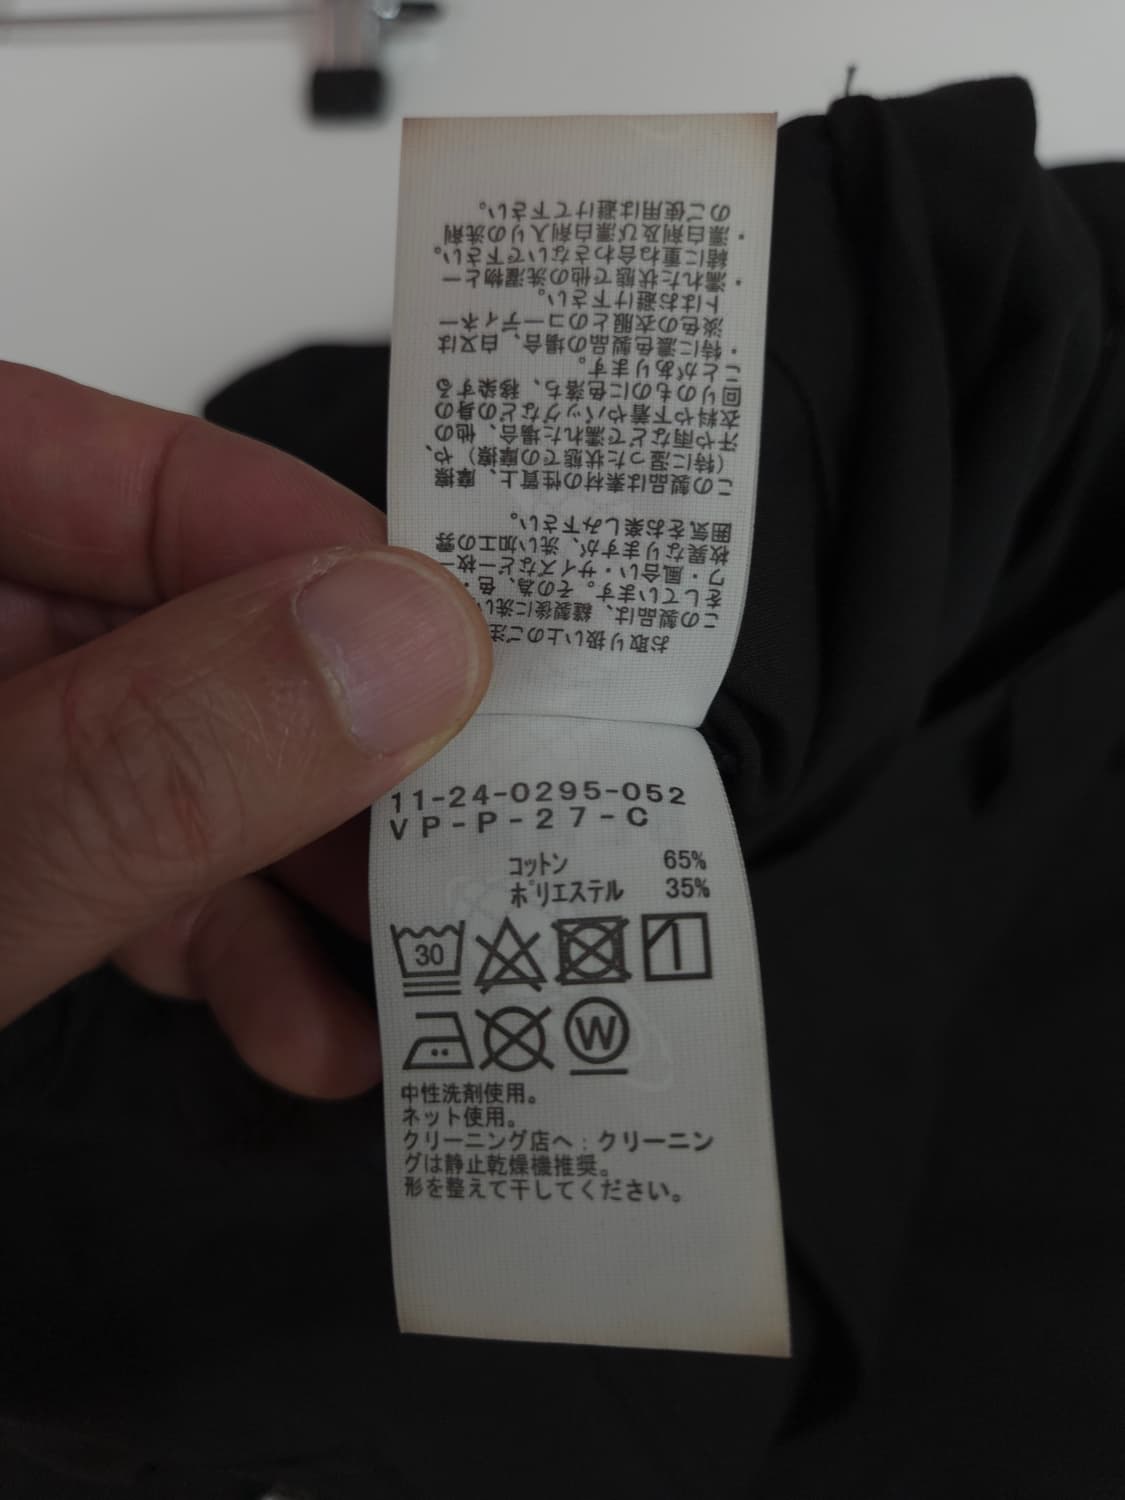 お取り扱い上のご注
この製品は、縫製後に洗い
をしています。その為、色・
ワ・風合い・サイズなど一枚一
枚異なりますが、洗い加工の雰
囲気をお楽しみ下さい。
この製品は素材の性質上、摩擦
（特に湿った状態での摩擦）や、
汗や雨などで濡れた場合、他の
衣料や下着やバッグなどの身の
回りのものに色落ち、移染する
ことがあります。
・特に濃色製品の場合、白又は
淡色の衣服とのコーディネー
トはお避け下さい。
・濡れた状態で他の洗濯物と一
緒に重ね合わさないで下さい。
・漂白剤及び漂白剤入りの洗剤
のご使用は避けて下さい。
11-24-0295-052
VP-P-27-C
コットン 65%
ポリエステル 35%
30
W
中性洗剤使用。
ネット使用。
クリーニング店へ：クリーニン
グは静止乾燥機推奨。
形を整えて干してください。